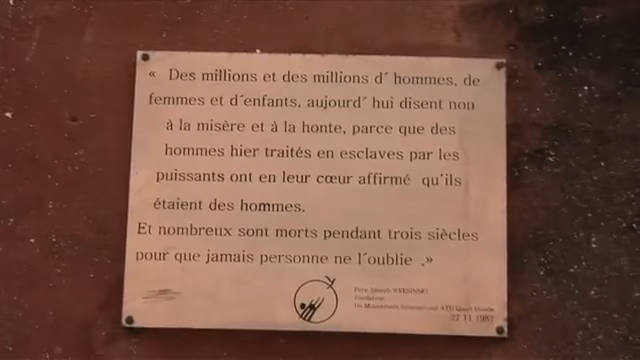 « Des millions et des millions d´ hommes, de
femmes et d´enfants, aujourd´ hui disent non
à la misère et à la honte, parce que des
hommes hier traités en esclaves par les
puissants ont en leur cœur affirmé qu'ils
étaient des hommes.
Et nombreux sont morts pendant trois siècles
pour que jamais personne ne l´oublie .»
Père Joseph
Fondateur
Du Mouvement International ATD Quart Monde
27 11 1987